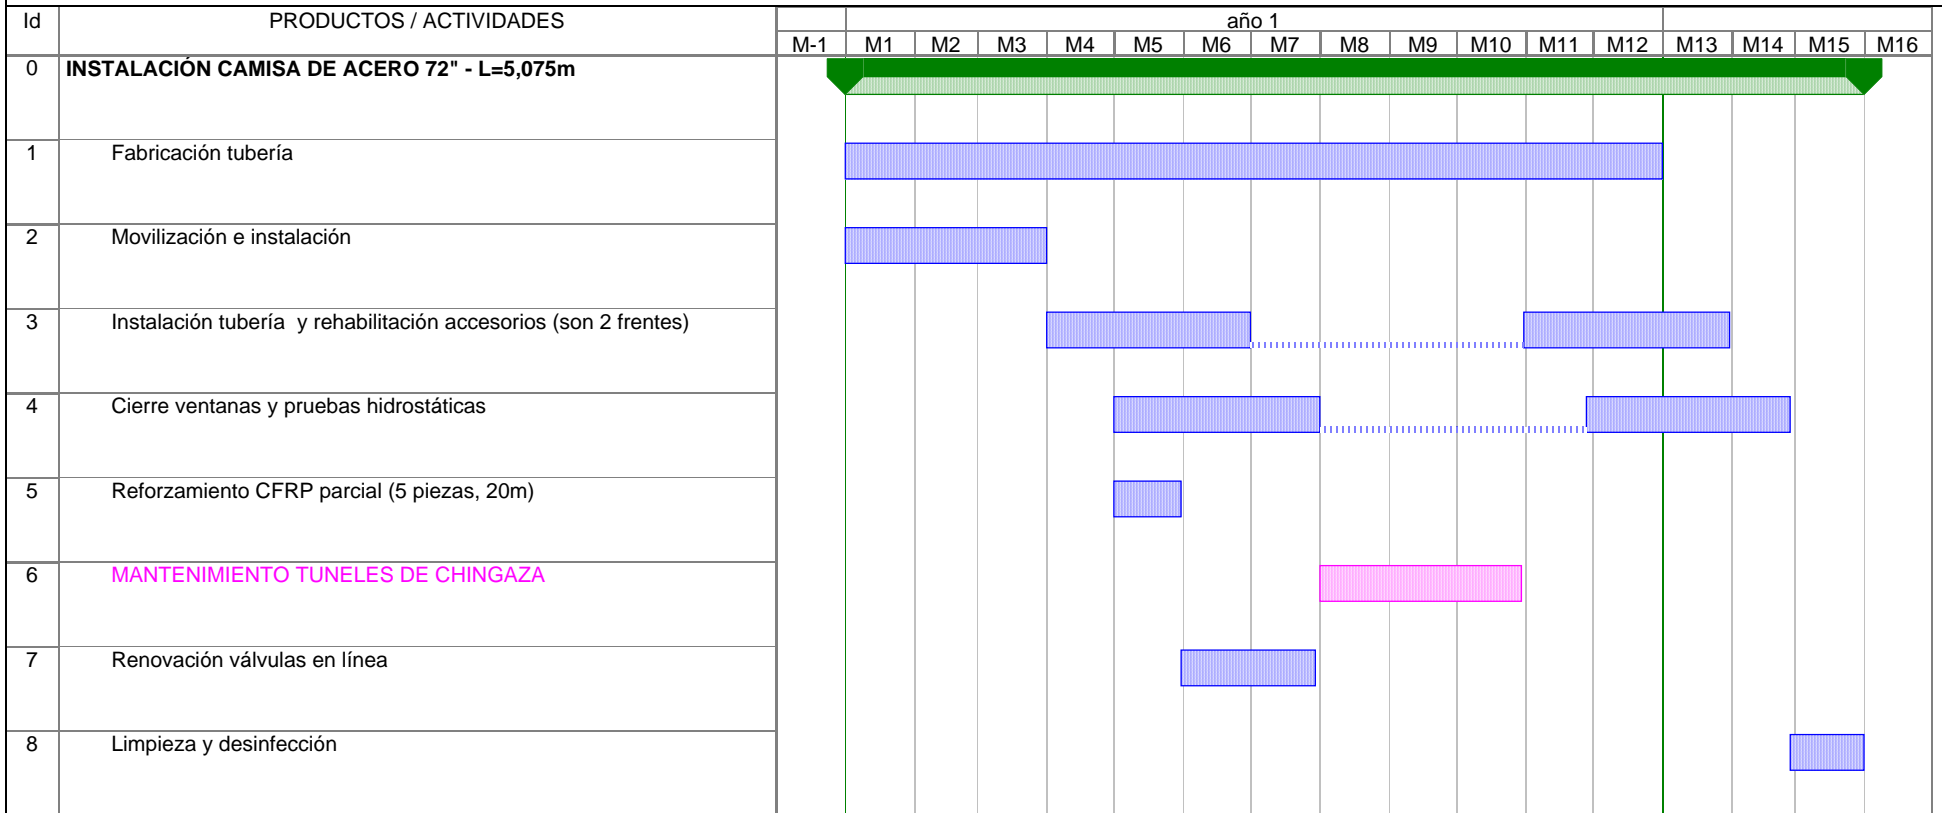 Id PRODUCTOS / ACTIVIDADES año 1
M-1 M1 M2 M3 M4 M5 M6 M7 M8 M9 M10 M11 M12 M13 M14 M15 M16
0 INSTALACIÓN CAMISA DE ACERO 72" - L=5,075m
1 Fabricación tubería
2 Movilización e instalación
3 Instalación tubería  y rehabilitación accesorios (son 2 frentes)
4 Cierre ventanas y pruebas hidrostáticas
5 Reforzamiento CFRP parcial (5 piezas, 20m)
6 MANTENIMIENTO TUNELES DE CHINGAZA
7 Renovación válvulas en línea
8 Limpieza y desinfección